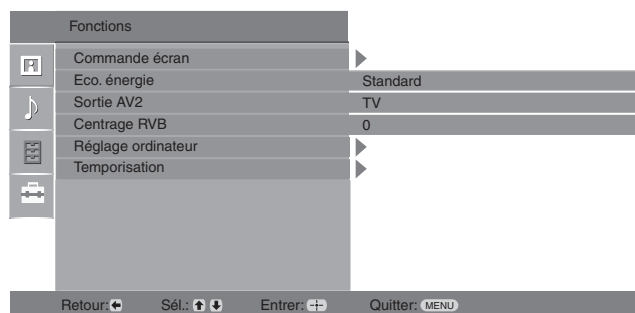 Fonctions
Commande écran
Eco. énergie Standard
Sortie AV2 TV
Centrage RVB 0
Réglage ordinateur
Temporisation
Retour: Sél.: Entrer: Quitter: MENU